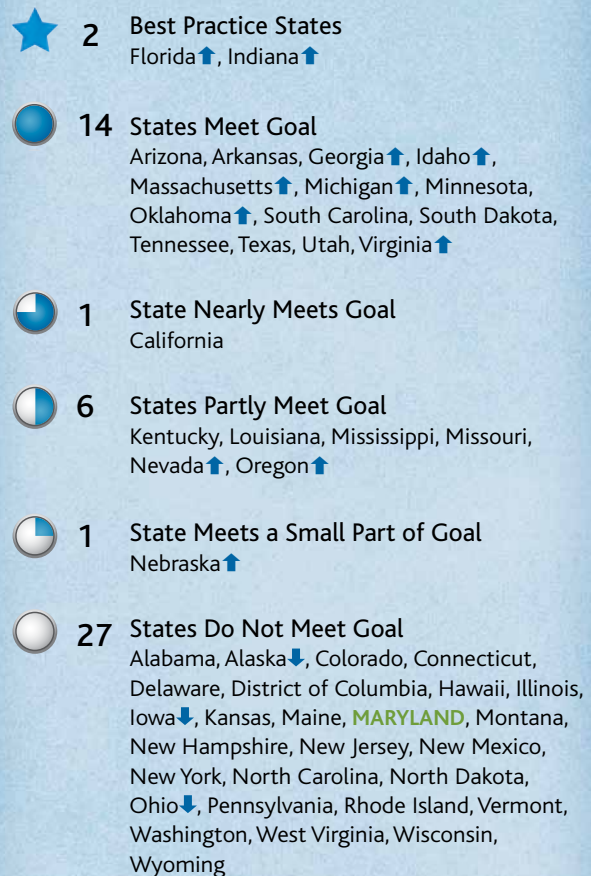 2 Best Practice States
Florida⬆, Indiana⬆
14 States Meet Goal
Arizona, Arkansas, Georgia⬆, Idaho⬆,
Massachusetts⬆, Michigan⬆, Minnesota,
Oklahoma⬆, South Carolina, South Dakota,
Tennessee, Texas, Utah, Virginia⬆
1 State Nearly Meets Goal
California
6 States Partly Meet Goal
Kentucky, Louisiana, Mississippi, Missouri,
Nevada⬆, Oregon⬆
1 State Meets a Small Part of Goal
Nebraska⬆
27 States Do Not Meet Goal
Alabama, Alaska⬇, Colorado, Connecticut,
Delaware, District of Columbia, Hawaii, Illinois,
Iowa⬇, Kansas, Maine, MARYLAND, Montana,
New Hampshire, New Jersey, New Mexico,
New York, North Carolina, North Dakota,
Ohio⬇, Pennsylvania, Rhode Island, Vermont,
Washington, West Virginia, Wisconsin,
Wyoming